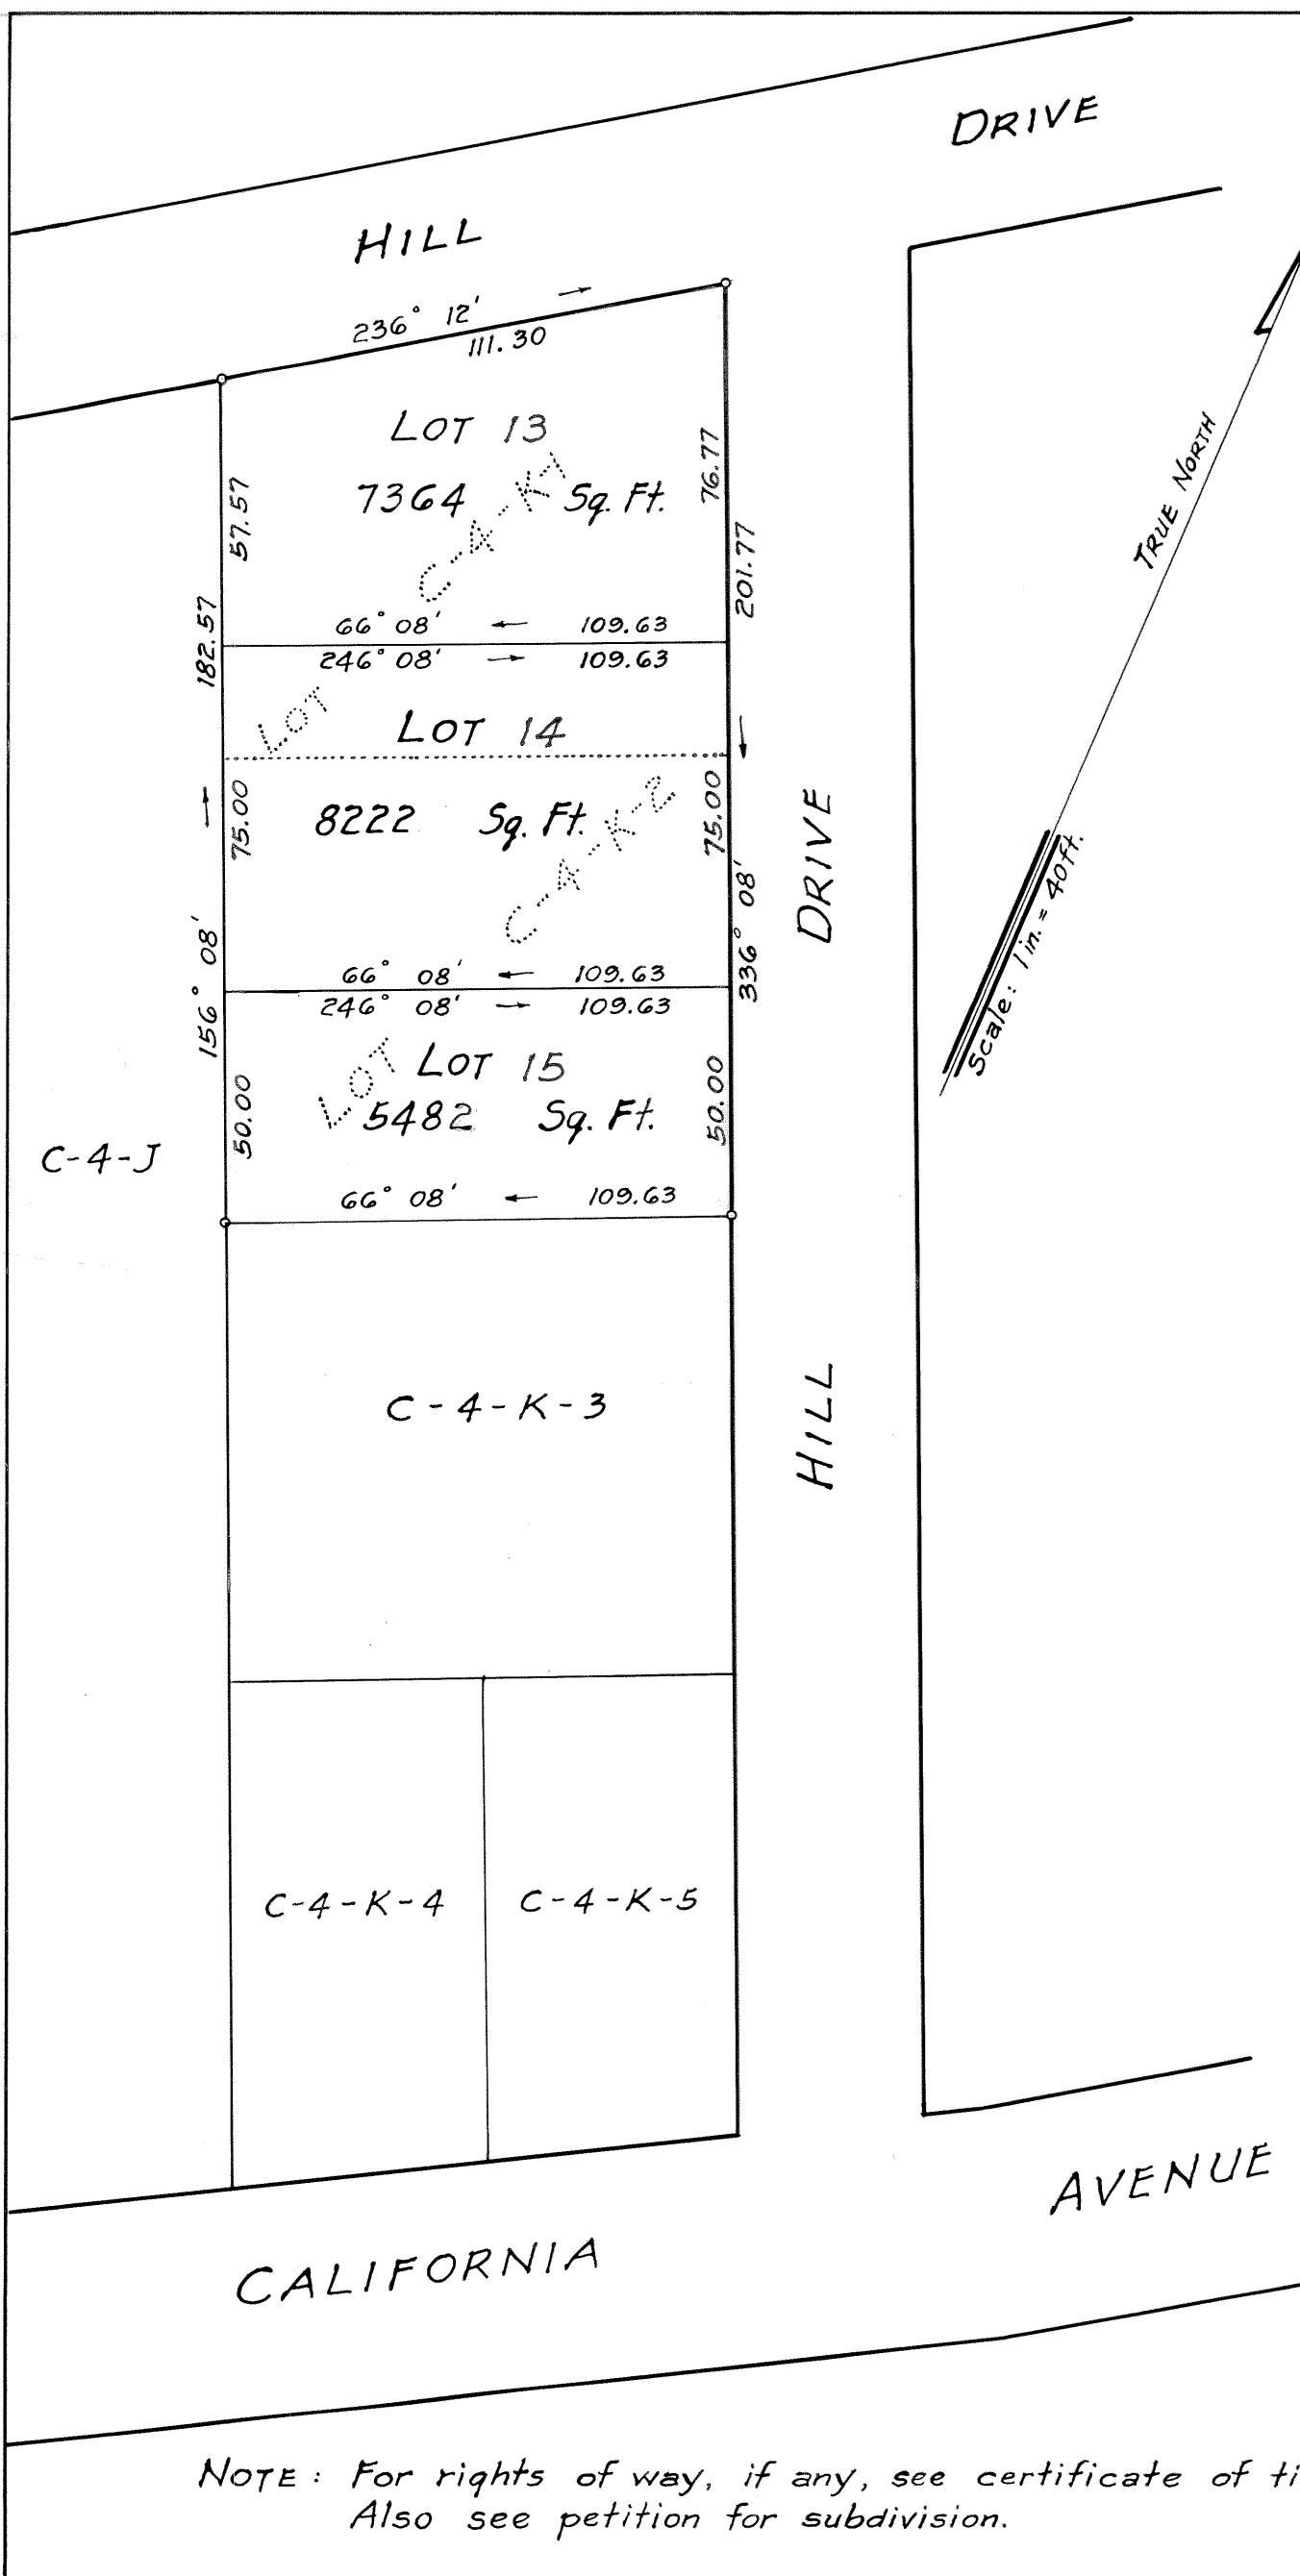 DRIVE
HILL
236° 12'
111.30
LOT 13
7364 Sq. Ft.
C-4-K-1
57.57
76.77
182.57
201.77
TRUE NORTH
66° 08' 109.63
246° 08' 109.63
LOT
LOT 14
8222 Sq. Ft.
C-4-K-2
75.00
75.00
DRIVE
Scale: 1 in. = 40 ft.
156° 08'
336° 08'
66° 08' 109.63
246° 08' 109.63
LOT
LOT 15
5482 Sq. Ft.
50.00
50.00
C-4-J
66° 08' 109.63
C-4-K-3
HILL
C-4-K-4
C-4-K-5
AVENUE
CALIFORNIA
NOTE: For rights of way, if any, see certificate of ti
Also see petition for subdivision.